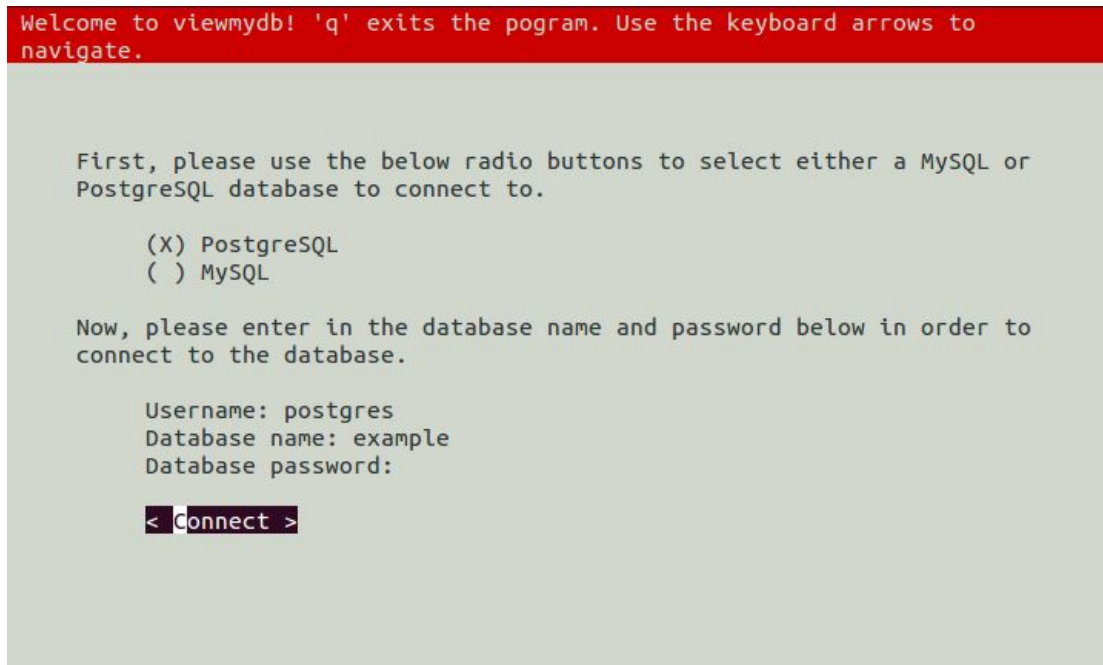 Welcome to viewmydb! 'q' exits the pogram. Use the keyboard arrows to
navigate.
First, please use the below radio buttons to select either a MySQL or
PostgreSQL database to connect to.
(X) PostgreSQL
( ) MySQL
Now, please enter in the database name and password below in order to
connect to the database.
Username: postgres
Database name: example
Database password:
< Connect >